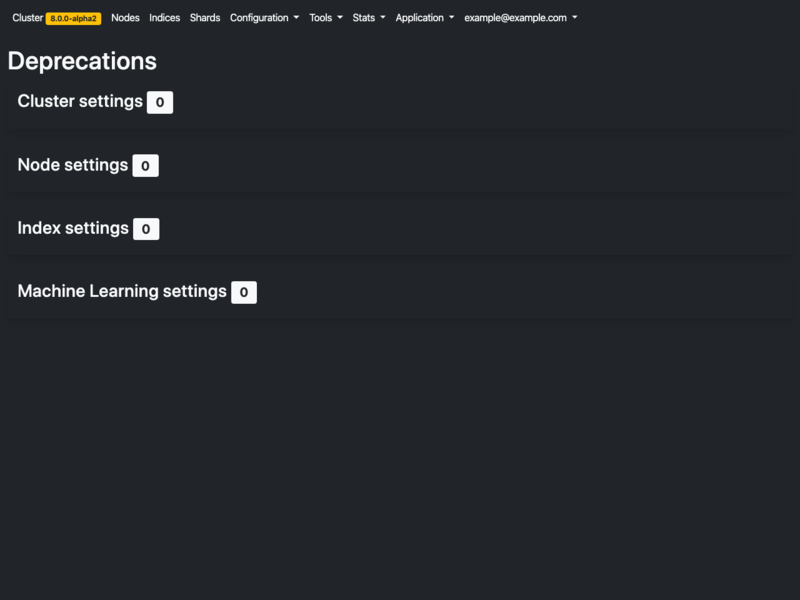 Cluster 8.0.0-alpha2 Nodes Indices Shards Configuration Tools Stats Application example@example.com
Deprecations
Cluster settings 0
Node settings 0
Index settings 0
Machine Learning settings 0